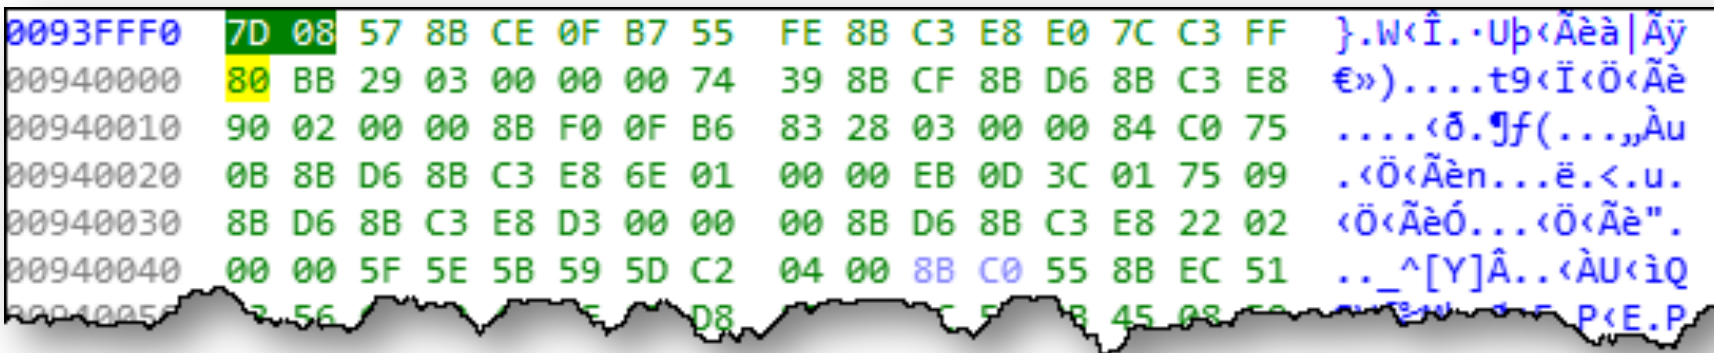 0093FFF0 7D 08 57 8B CE 0F B7 55 FE 8B C3 E8 E0 7C C3 FF }.W‹Î.·Uþ‹Ãèà|Ãÿ
00940000 80 BB 29 03 00 00 00 74 39 8B CF 8B D6 8B C3 E8 €»)....t9‹Ï‹Ö‹Ãè
00940010 90 02 00 00 8B F0 0F B6 83 28 03 00 00 84 C0 75 ....‹ð.¶ƒ(...„Àu
00940020 0B 8B D6 8B C3 E8 6E 01 00 00 EB 0D 3C 01 75 09 .‹Ö‹Ãèn...ë.<.u.
00940030 8B D6 8B C3 E8 D3 00 00 00 8B D6 8B C3 E8 22 02 ‹Ö‹ÃèÓ...‹Ö‹Ãè".
00940040 00 00 5F 5E 5B 59 5D C2 04 00 8B C0 55 8B EC 51 .._^[Y]Â..‹ÀU‹ìQ
56 D8 45 08 P‹E.P